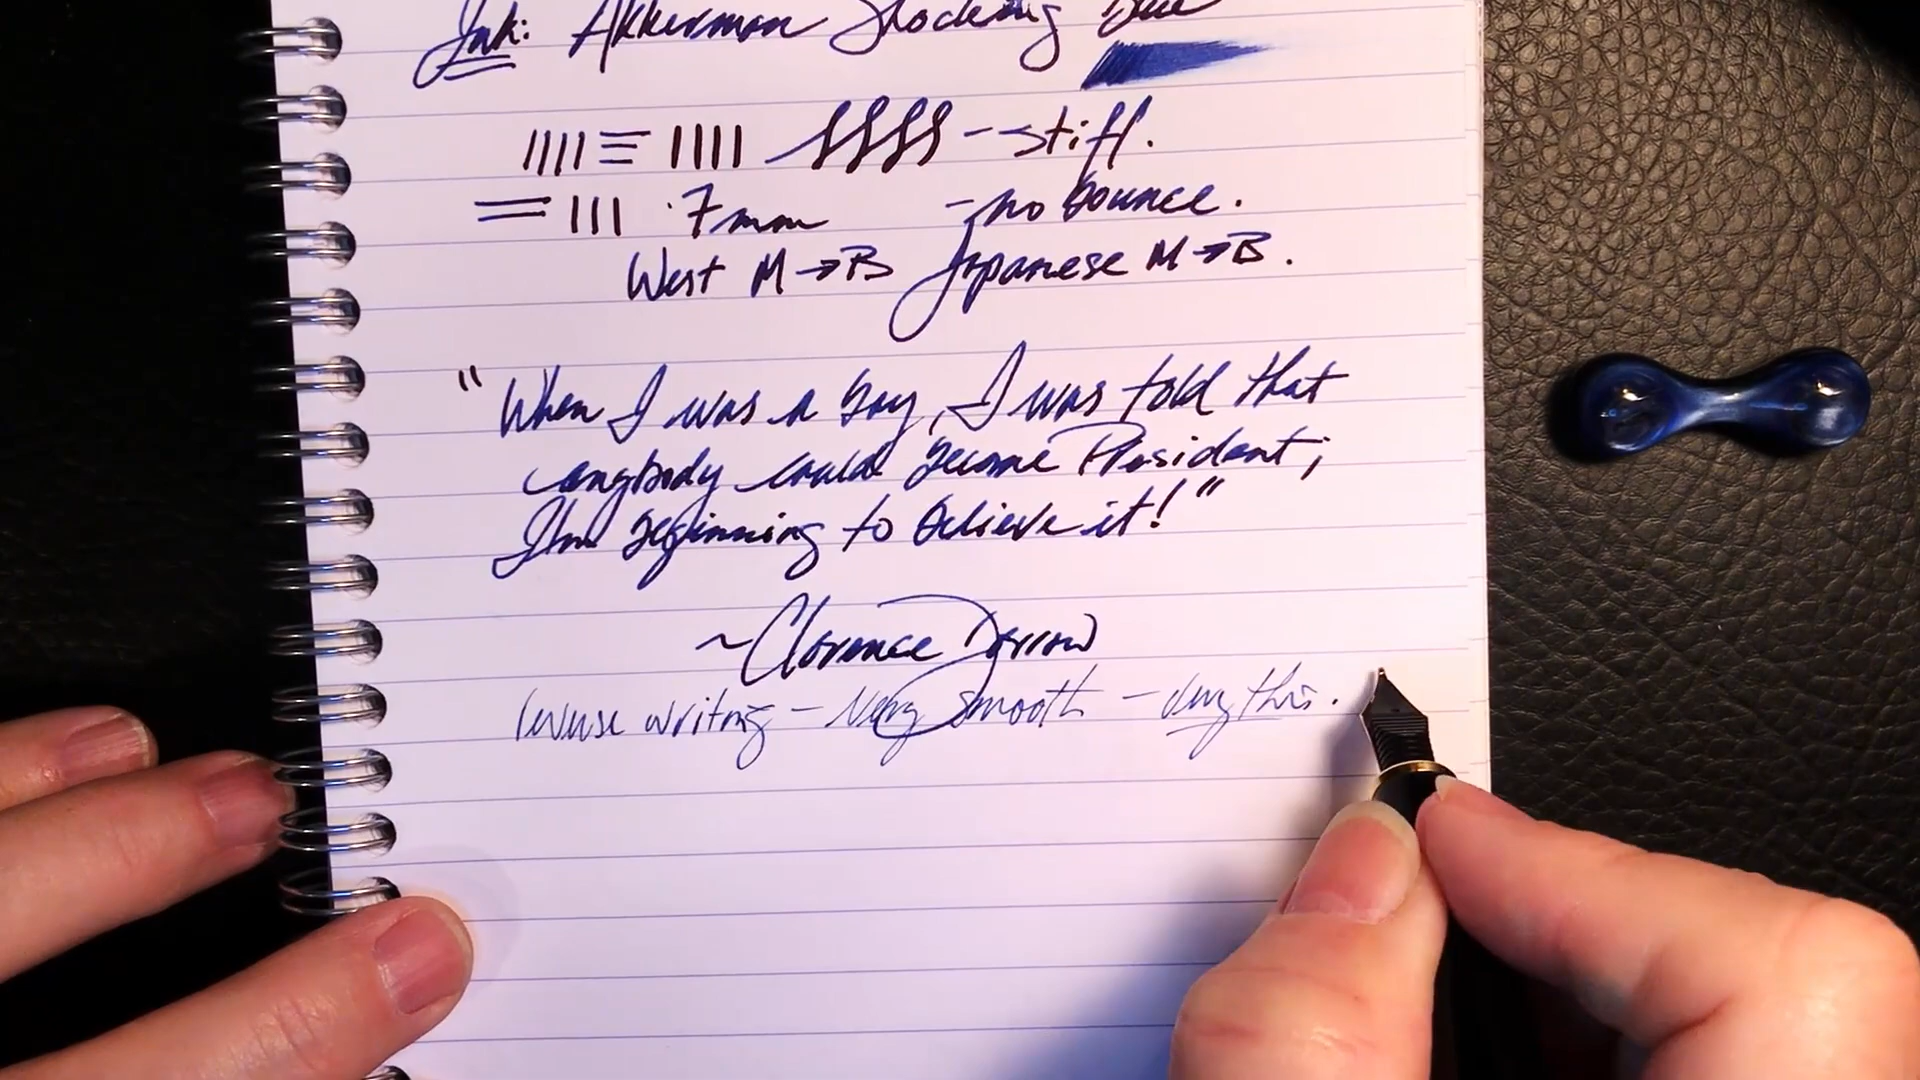 Ink: Akkerman Shocking Blue
- stiff.
.7mm - no bounce.
West M→B Japanese M→B.
"When I was a boy, I was told that
anybody could become President;
I'm beginning to believe it!"
~Clarence Darrow
reverse writing - very smooth - very thin.